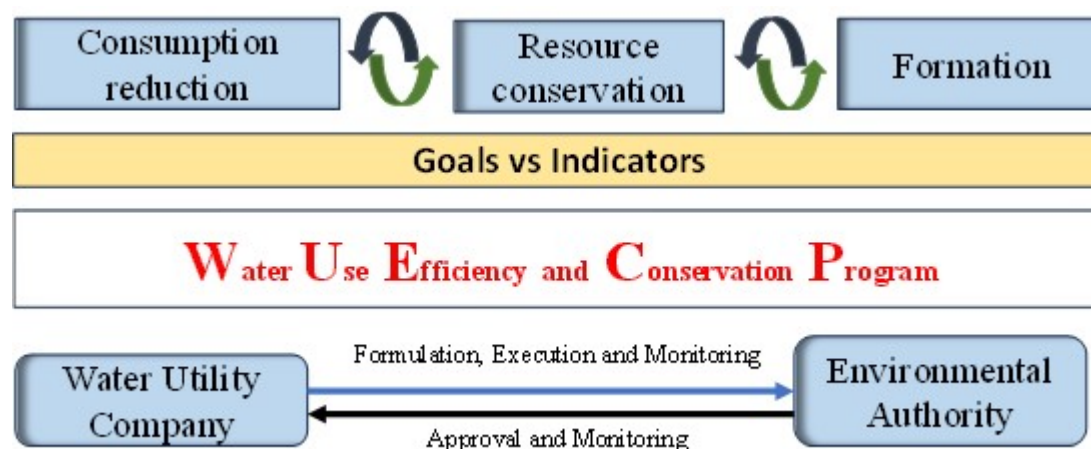 Consumption
reduction
Resource
conservation
Formation
Goals vs Indicators
Water Use Efficiency and Conservation Program
Water Utility
Company
Formulation, Execution and Monitoring
Approval and Monitoring
Environmental
Authority